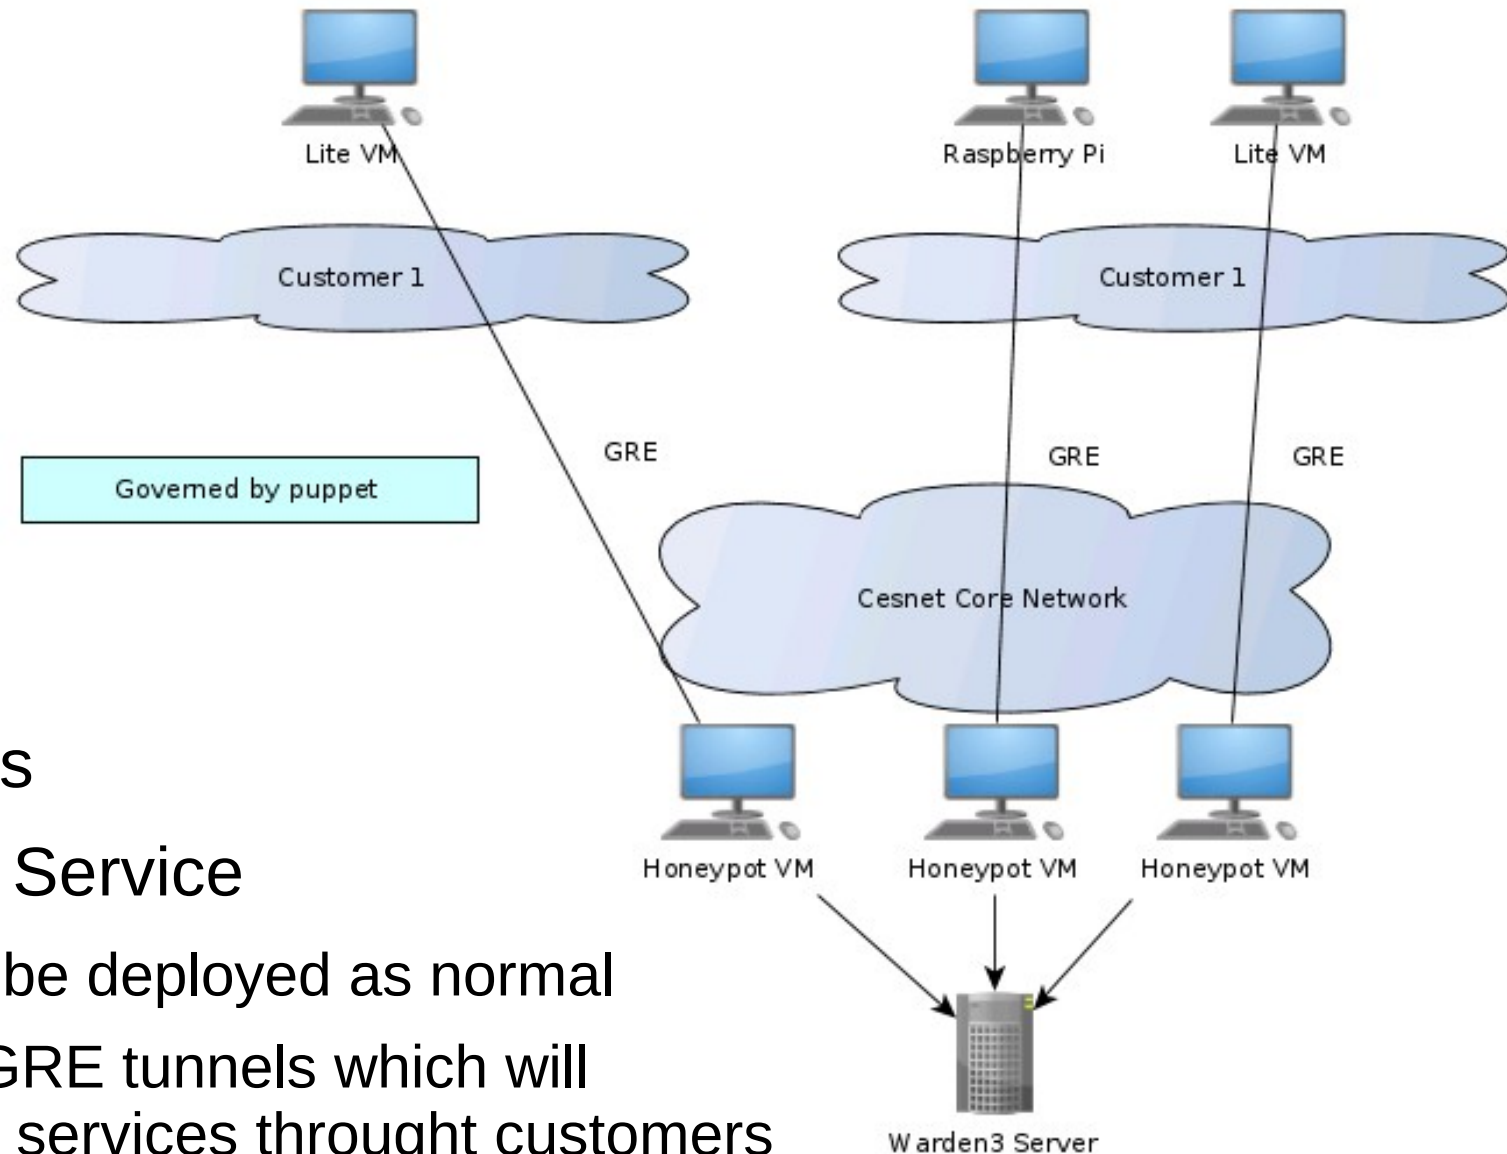 Lite VM
Raspberry Pi
Lite VM
Customer 1
Customer 1
GRE
GRE
GRE
Governed by puppet
Cesnet Core Network
s
Service
Honeypot VM
Honeypot VM
Honeypot VM
be deployed as normal
GRE tunnels which will
services throught customers
Warden3 Server